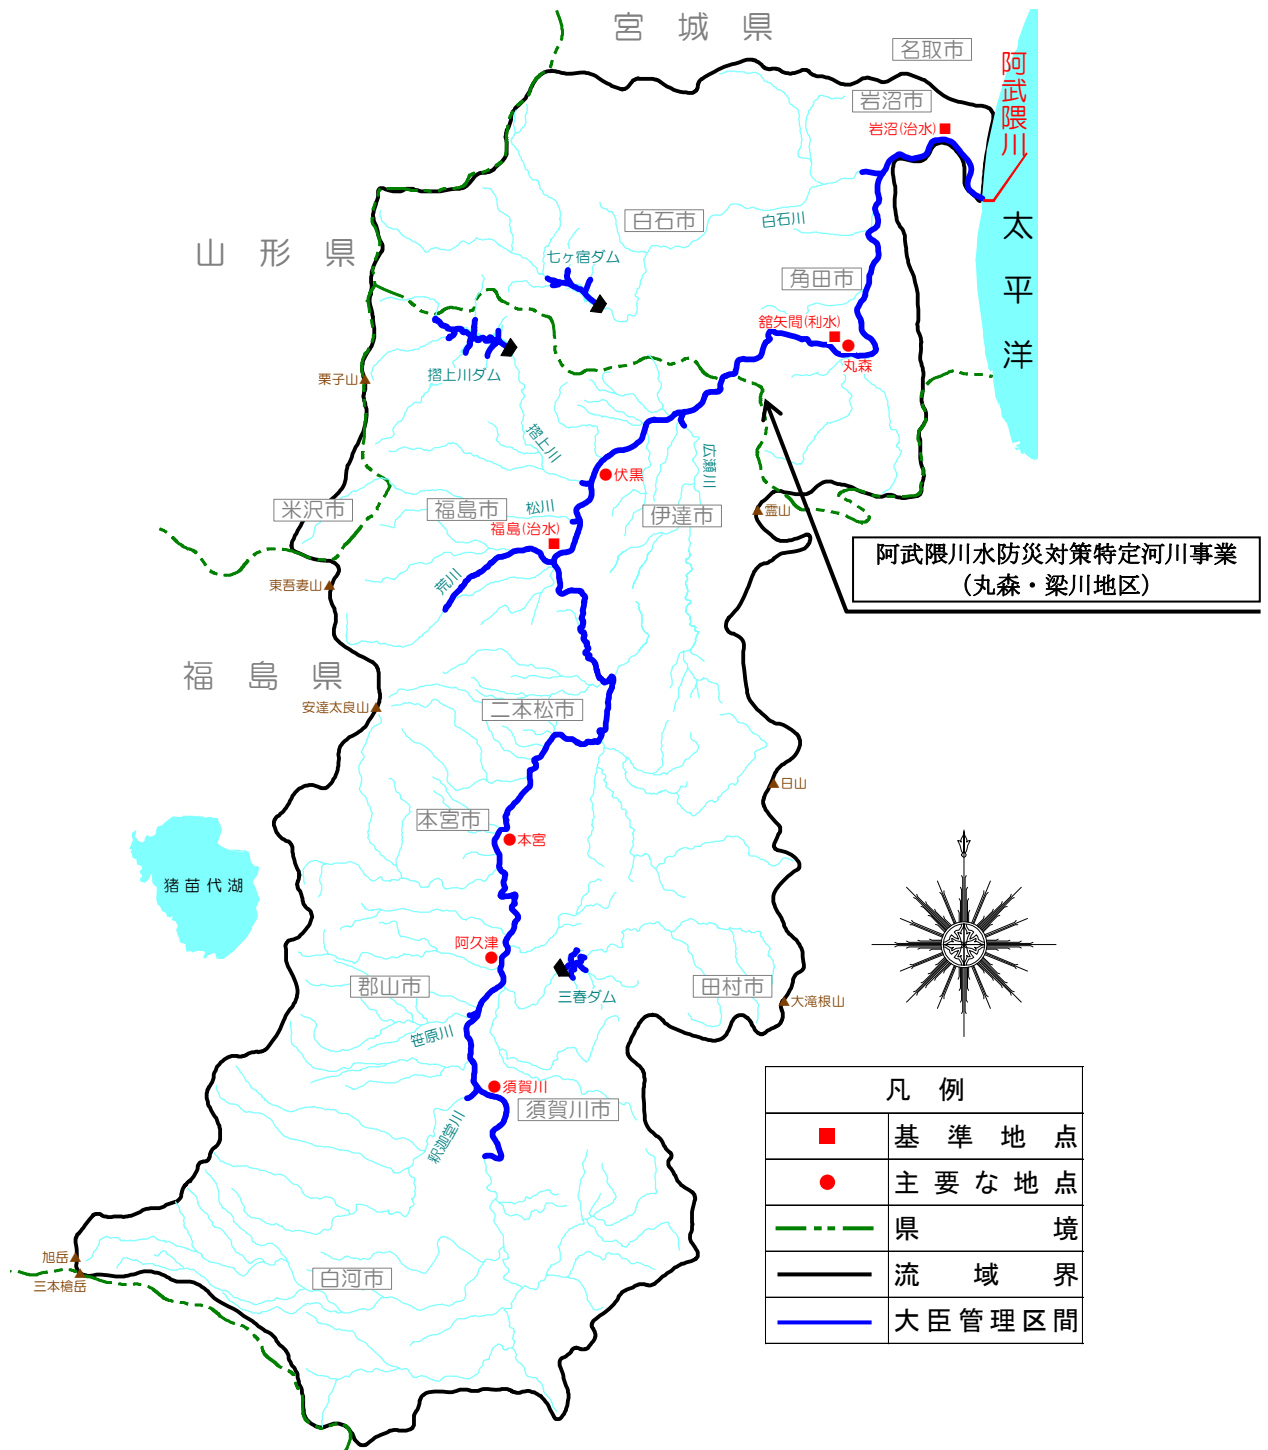 宮城県
名取市
阿武隈川
岩沼市
岩沼(治水)
白石市
白石川
太平洋
山形県
七ヶ宿ダム
角田市
舘矢間(利水)
丸森
栗子山
摺上川ダム
摺上川
広瀬川
伏黒
米沢市
福島市
松川
伊達市
霊山
福島(治水)
阿武隈川水防災対策特定河川事業
(丸森・梁川地区)
東吾妻山
荒川
福島県
安達太良山
二本松市
日山
本宮市
本宮
猪苗代湖
阿久津
郡山市
三春ダム
田村市
大滝根山
笹原川
須賀川
須賀川市
釈迦堂川
旭岳
三本槍岳
白河市
凡例
基準地点
主要な地点
県境
流域界
大臣管理区間